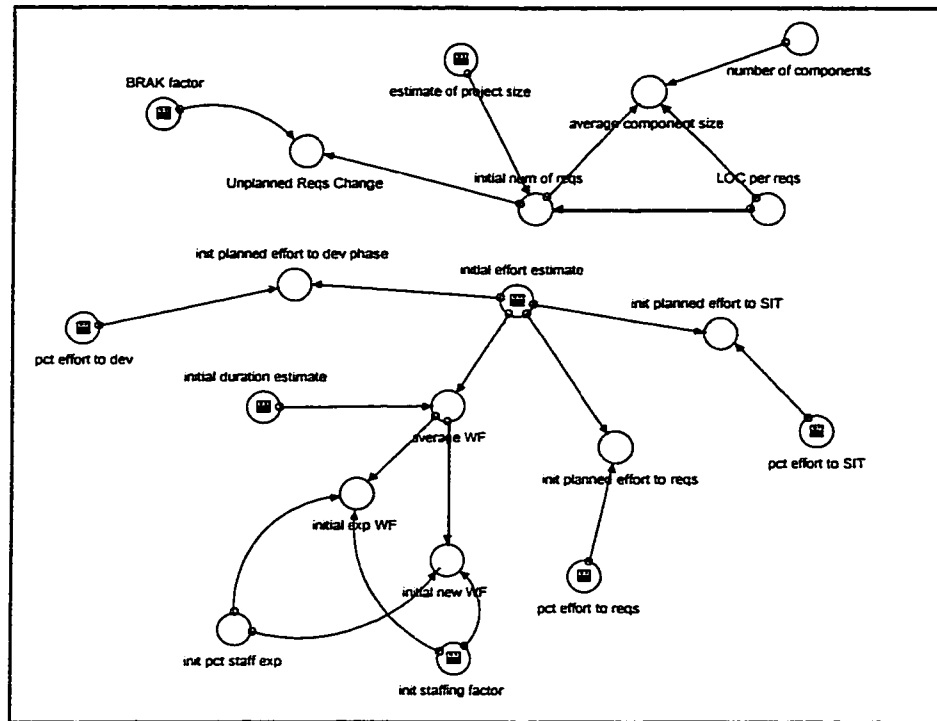 number of components
BRAK factor
estimate of project size
average component size
Unplanned Reqs Change
initial num of reqs
LOC per reqs
init planned effort to dev phase
initial effort estimate
init planned effort to SIT
pct effort to dev
initial duration estimate
average WF
pct effort to SIT
init planned effort to reqs
initial exp WF
initial new WF
pct effort to reqs
init pct staff exp
init staffing factor